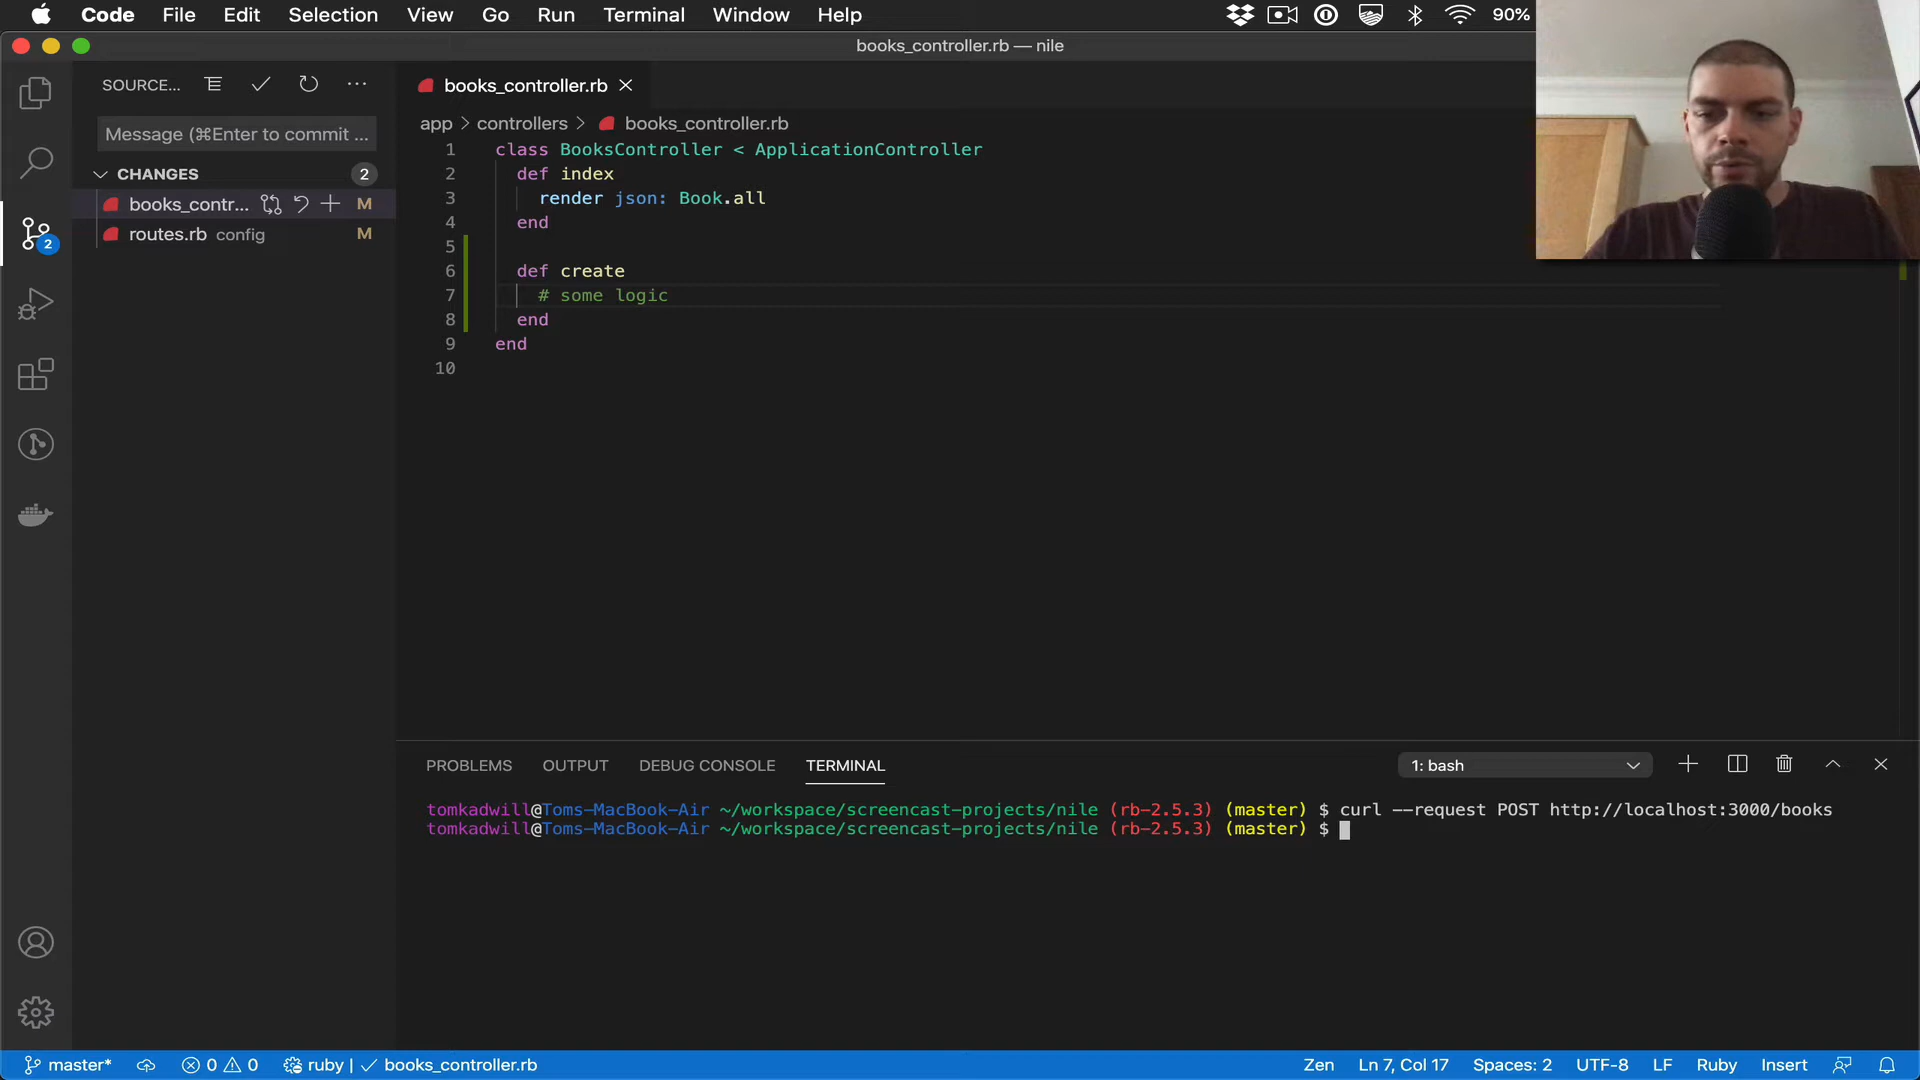 Code File Edit Selection View Go Run Terminal Window Help 90%
books_controller.rb — nile
SOURCE...
Message (⌘Enter to commit ...
CHANGES 2
books_contr... M
routes.rb config M
2
books_controller.rb
app > controllers > books_controller.rb
1 class BooksController < ApplicationController
2 def index
3 render json: Book.all
4 end
5
6 def create
7 # some logic
8 end
9 end
10
PROBLEMS OUTPUT DEBUG CONSOLE TERMINAL 1: bash
tomkadwill@Toms-MacBook-Air ~/workspace/screencast-projects/nile (rb-2.5.3) (master) $ curl --request POST http://localhost:3000/books
tomkadwill@Toms-MacBook-Air ~/workspace/screencast-projects/nile (rb-2.5.3) (master) $
master* 0 0 ruby | ✓ books_controller.rb Zen Ln 7, Col 17 Spaces: 2 UTF-8 LF Ruby Insert